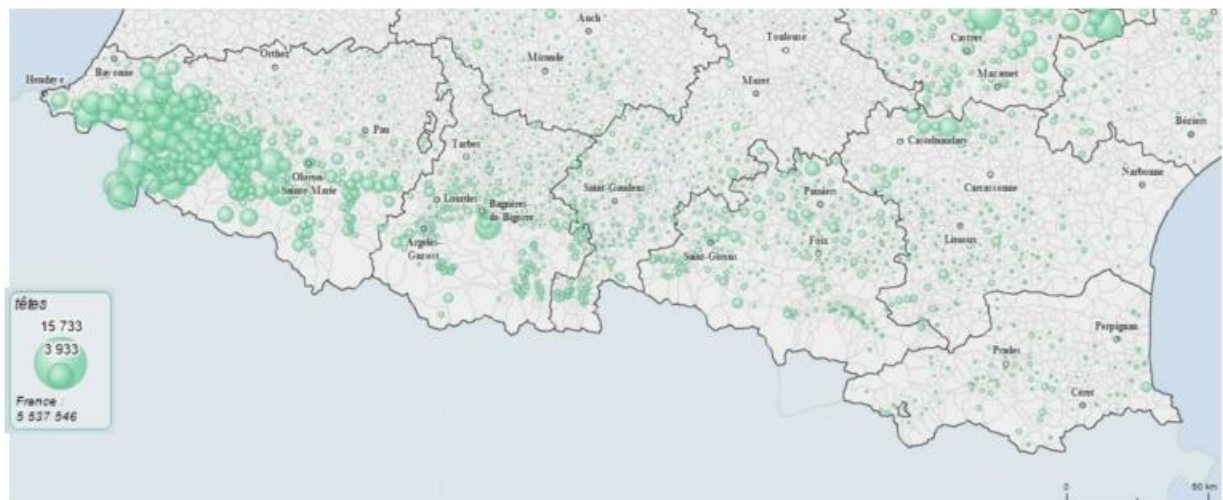 Auch
Toulouse
Castres
Orthez
Mirande
Mazamet
Bayonne
Hendaye
Muret
Béziers
Pau
Castelnaudary
Tarbes
Narbonne
Oloron-
Sainte-Marie
Saint-Gaudens
Pamiers
Carcassonne
Lourdes
Bagnères-
de-Bigorre
Argelès-
Gazost
Saint-Girons
Foix
Limoux
têtes
15 733
3 933
France :
5 537 546
Perpignan
Prades
Céret
0
50 km